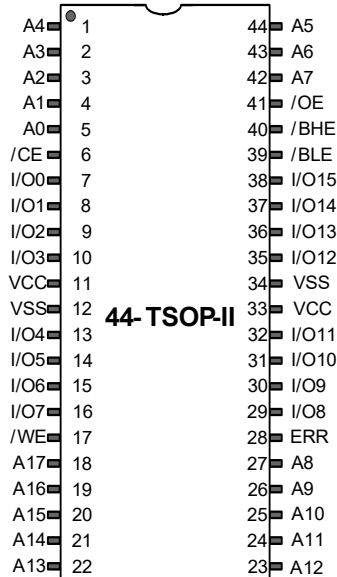 A4 1 44 A5
A3 2 43 A6
A2 3 42 A7
A1 4 41 /OE
A0 5 40 /BHE
/CE 6 39 /BLE
I/O0 7 38 I/O15
I/O1 8 37 I/O14
I/O2 9 36 I/O13
I/O3 10 35 I/O12
VCC 11 34 VSS
VSS 12 33 VCC
44-TSOP-II
I/O4 13 32 I/O11
I/O5 14 31 I/O10
I/O6 15 30 I/O9
I/O7 16 29 I/O8
/WE 17 28 ERR
A17 18 27 A8
A16 19 26 A9
A15 20 25 A10
A14 21 24 A11
A13 22 23 A12